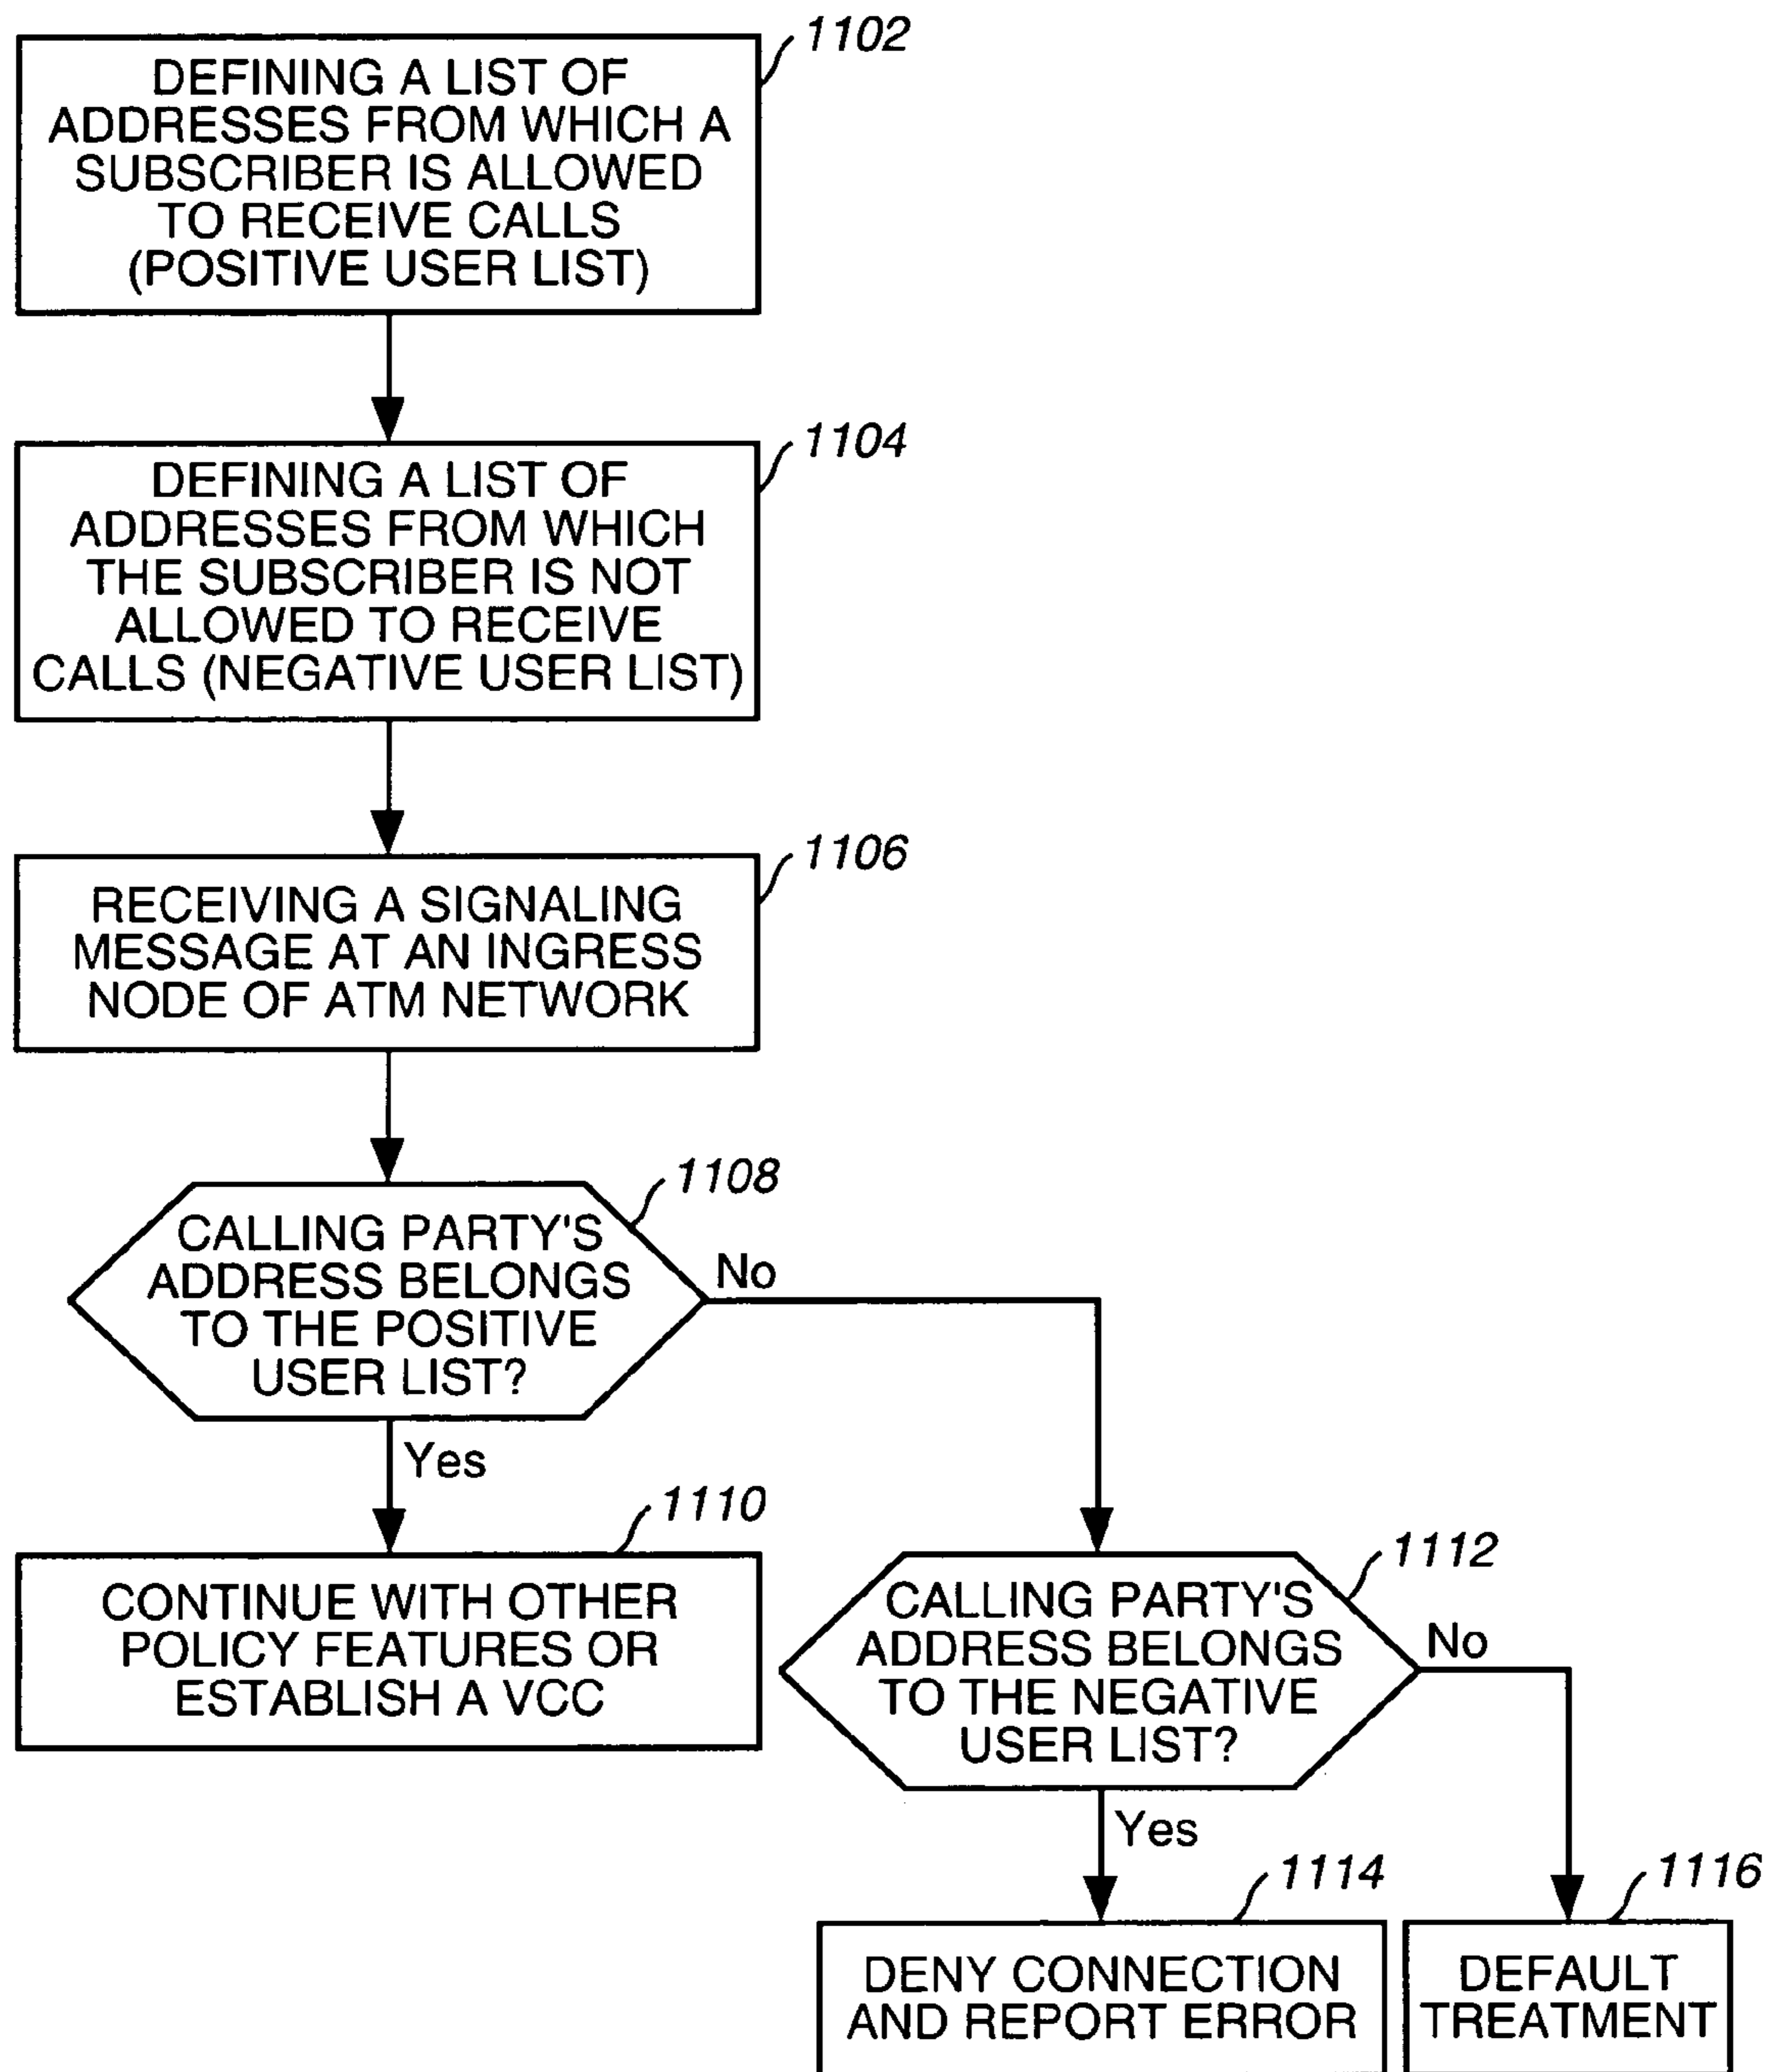 1102
DEFINING A LIST OF
ADDRESSES FROM WHICH A
SUBSCRIBER IS ALLOWED
TO RECEIVE CALLS
(POSITIVE USER LIST)
1104
DEFINING A LIST OF
ADDRESSES FROM WHICH
THE SUBSCRIBER IS NOT
ALLOWED TO RECEIVE
CALLS (NEGATIVE USER LIST)
1106
RECEIVING A SIGNALING
MESSAGE AT AN INGRESS
NODE OF ATM NETWORK
1108
CALLING PARTY'S
ADDRESS BELONGS
TO THE POSITIVE
USER LIST?
No
Yes
1110
CONTINUE WITH OTHER
POLICY FEATURES OR
ESTABLISH A VCC
1112
CALLING PARTY'S
ADDRESS BELONGS
TO THE NEGATIVE
USER LIST?
No
Yes
1114
DENY CONNECTION
AND REPORT ERROR
1116
DEFAULT
TREATMENT